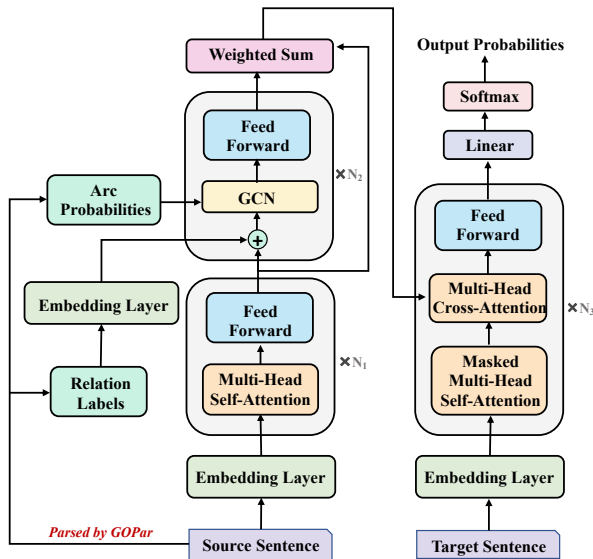 Weighted Sum
Output Probabilities
Softmax
Linear
Feed
Forward
× N₂
Arc
Probabilities
GCN
+
Feed
Forward
Multi-Head
Cross-Attention
× N₃
Embedding Layer
Feed
Forward
× N₁
Relation
Labels
Multi-Head
Self-Attention
Masked
Multi-Head
Self-Attention
Embedding Layer
Embedding Layer
Parsed by GOPar
Source Sentence
Target Sentence